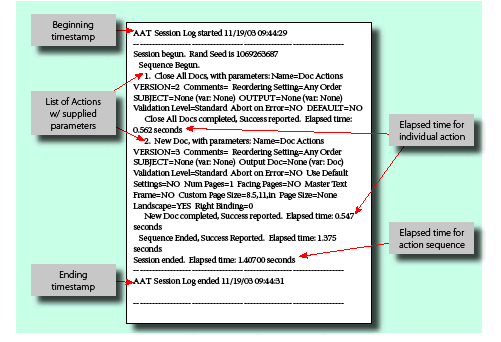 Beginning
timestamp
List of Actions
w/ supplied
parameters
Ending
timestamp
AAT Session Log started 11/19/03 09:44:29
------------------------------------------------------------
Session begun. Rand Seed is 1069263687
Sequence Begun.
1. Close All Docs, with parameters: Name=Doc Actions
VERSION=2 Comments= Reordering Setting=Any Order
SUBJECT=None (var: None) OUTPUT=None (var: None)
Validation Level=Standard Abort on Error=NO DEFAULT=NO
Close All Docs completed, Success reported. Elapsed time:
0.562 seconds
2. New Doc, with parameters: Name=Doc Actions
VERSION=3 Comments= Reordering Setting=Any Order
SUBJECT=None (var: None) Output Doc=None (var: Doc)
Validation Level=Standard Abort on Error=NO Use Default
Settings=NO Num Pages=1 Facing Pages=NO Master Text
Frame=NO Custom Page Size=8.5,11,in Page Size=None
Landscape=YES Right Binding=0
New Doc completed, Success reported. Elapsed time: 0.547
seconds
Sequence Ended, Success Reported. Elapsed time: 1.375
seconds
Session ended. Elapsed time: 1.40700 seconds
------------------------------------------------------------
AAT Session Log ended 11/19/03 09:44:31
------------------------------------------------------------
Elapsed time for
individual action
Elapsed time for
action sequence